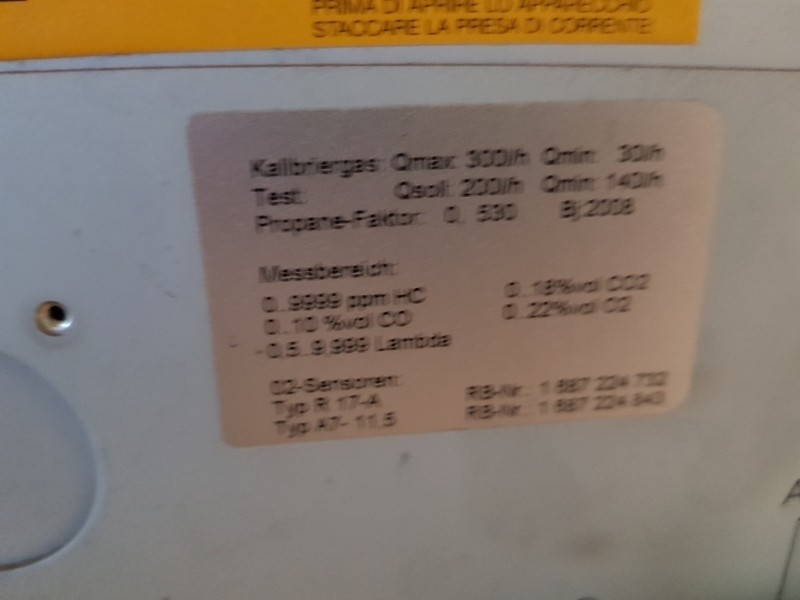 PRIMA DI APRIRE LO APPARECCHIO
STACCARE LA PRESA DI CORRENTE!
Kalibriergas: Qmax: 300l/h Qmin: 30l/h
Test: Qsoll: 200l/h Qmin: 140l/h
Propane-Faktor: 0, 530 Bj:2008
Messbereich:
0..9999 ppm HC 0..18%vol CO2
0..10 %vol CO 0..22%vol O2
-0,5..9,999 Lambda
02-Sensoren:
Typ R 17-A RB-Nr.: 1 687 224 732
Typ A7- 11.5 RB-Nr.: 1 687 224 843